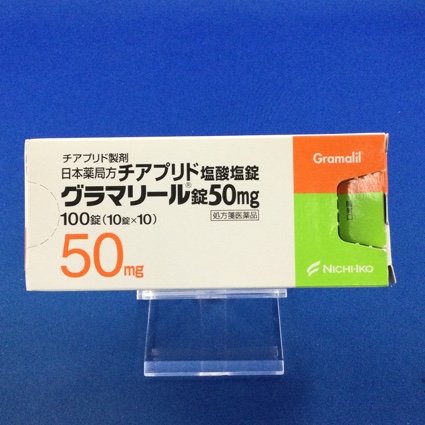 チアプリド製剤
日本薬局方チアプリド塩酸塩錠
グラマリール®錠50mg
100錠(10錠×10)
処方箋医薬品
50mg
Gramalil®
NICHI-IKO